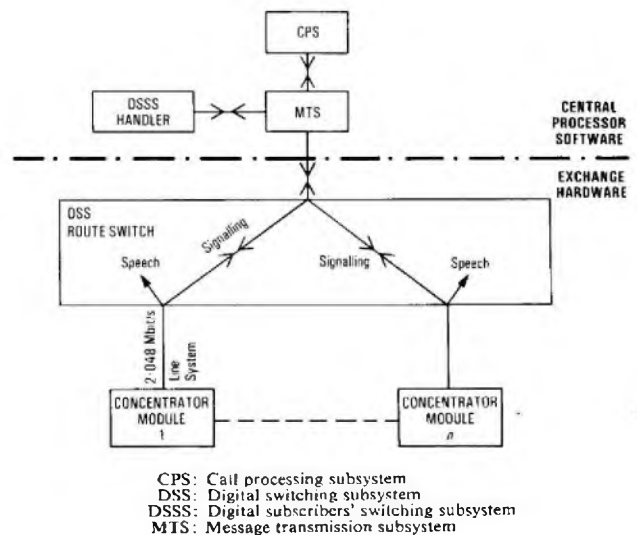 CPS
DSSS
HANDLER
MTS
CENTRAL
PROCESSOR
SOFTWARE
EXCHANGE
HARDWARE
DSS
ROUTE SWITCH
Signalling
Speech
Signalling
Speech
2·048 Mbit/s
Line
System
CONCENTRATOR
MODULE
1
CONCENTRATOR
MODULE
n
CPS: Call processing subsystem
DSS: Digital switching subsystem
DSSS: Digital subscribers' switching subsystem
MTS: Message transmission subsystem